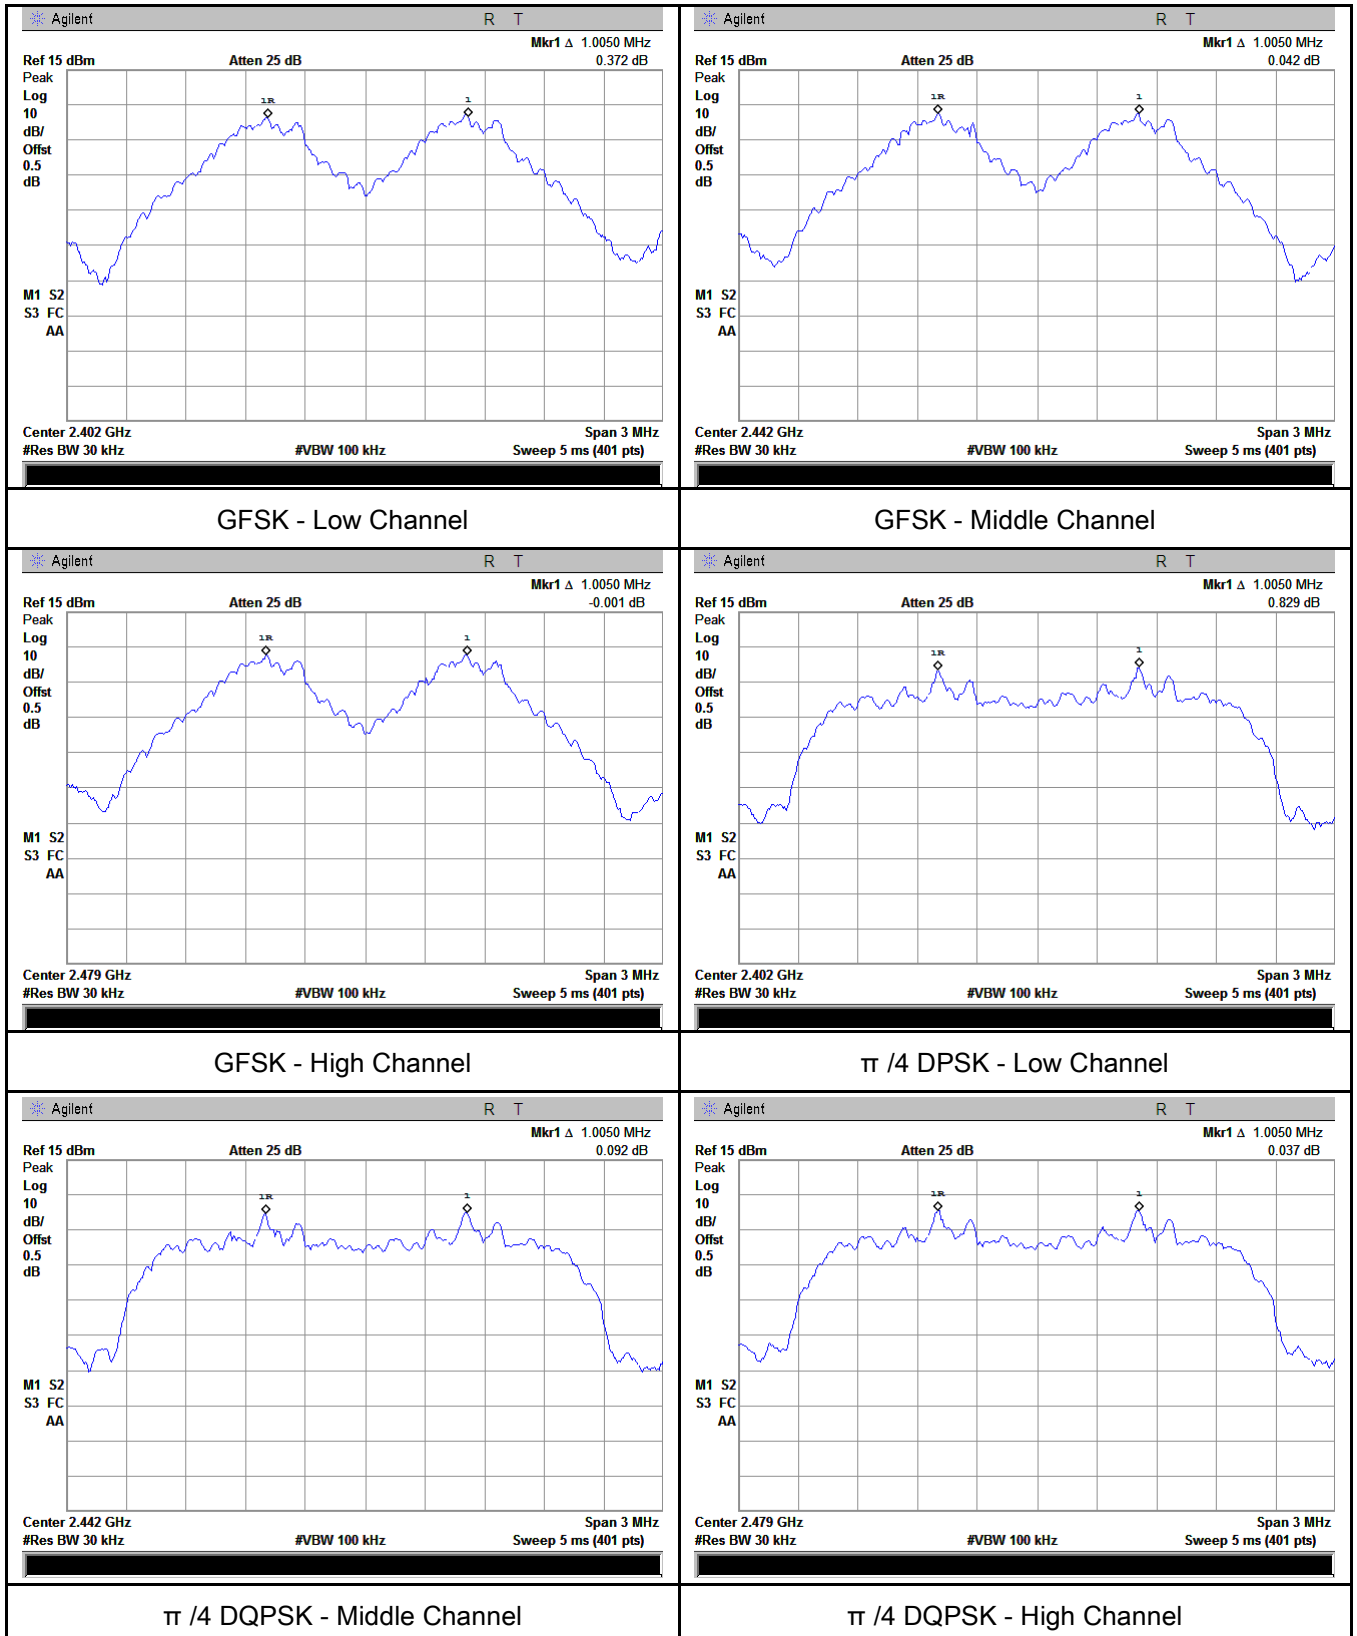 Agilent R T
Mkr1 Δ 1.0050 MHz
Ref 15 dBm Atten 25 dB 0.372 dB
Peak
Log
10
dB/
Offst
0.5
dB
1R 1
M1 S2
S3 FC
AA
Center 2.402 GHz Span 3 MHz
#Res BW 30 kHz #VBW 100 kHz Sweep 5 ms (401 pts)
GFSK - Low Channel
Agilent R T
Mkr1 Δ 1.0050 MHz
Ref 15 dBm Atten 25 dB 0.042 dB
Peak
Log
10
dB/
Offst
0.5
dB
1R 1
M1 S2
S3 FC
AA
Center 2.442 GHz Span 3 MHz
#Res BW 30 kHz #VBW 100 kHz Sweep 5 ms (401 pts)
GFSK - Middle Channel
Agilent R T
Mkr1 Δ 1.0050 MHz
Ref 15 dBm Atten 25 dB -0.001 dB
Peak
Log
10
dB/
Offst
0.5
dB
1R 1
M1 S2
S3 FC
AA
Center 2.479 GHz Span 3 MHz
#Res BW 30 kHz #VBW 100 kHz Sweep 5 ms (401 pts)
GFSK - High Channel
Agilent R T
Mkr1 Δ 1.0050 MHz
Ref 15 dBm Atten 25 dB 0.829 dB
Peak
Log
10
dB/
Offst
0.5
dB
1R 1
M1 S2
S3 FC
AA
Center 2.402 GHz Span 3 MHz
#Res BW 30 kHz #VBW 100 kHz Sweep 5 ms (401 pts)
π /4 DPSK - Low Channel
Agilent R T
Mkr1 Δ 1.0050 MHz
Ref 15 dBm Atten 25 dB 0.092 dB
Peak
Log
10
dB/
Offst
0.5
dB
1R 1
M1 S2
S3 FC
AA
Center 2.442 GHz Span 3 MHz
#Res BW 30 kHz #VBW 100 kHz Sweep 5 ms (401 pts)
π /4 DQPSK - Middle Channel
Agilent R T
Mkr1 Δ 1.0050 MHz
Ref 15 dBm Atten 25 dB 0.037 dB
Peak
Log
10
dB/
Offst
0.5
dB
1R 1
M1 S2
S3 FC
AA
Center 2.479 GHz Span 3 MHz
#Res BW 30 kHz #VBW 100 kHz Sweep 5 ms (401 pts)
π /4 DQPSK - High Channel